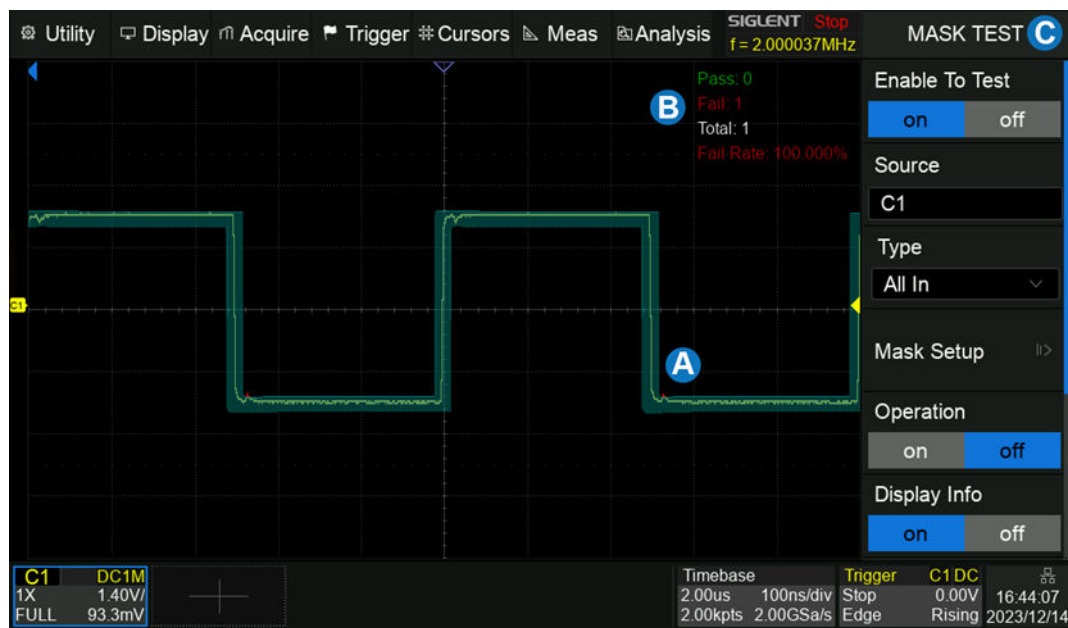 Utility Display Acquire Trigger Cursors Meas Analysis SIGLENT Stop MASK TEST C
f = 2.000037MHz
Pass: 0
B Fail: 1
Total: 1
Fail Rate: 100.000%
Enable To Test
on off
Source
C1
Type
All In
Mask Setup
Operation
on off
Display Info
on off
C1
A
C1 DC1M
1X 1.40V/
FULL 93.3mV
Timebase
2.00us 100ns/div
2.00kpts 2.00GSa/s
Trigger C1 DC
Stop 0.00V
Edge Rising
16:44:07
2023/12/14